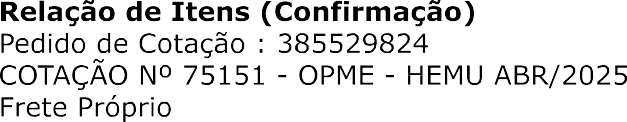 Relação de Itens (Confirmação)
Pedido de Cotação : 385529824
COTAÇÃO Nº 75151 - OPME - HEMU ABR/2025
Frete Próprio